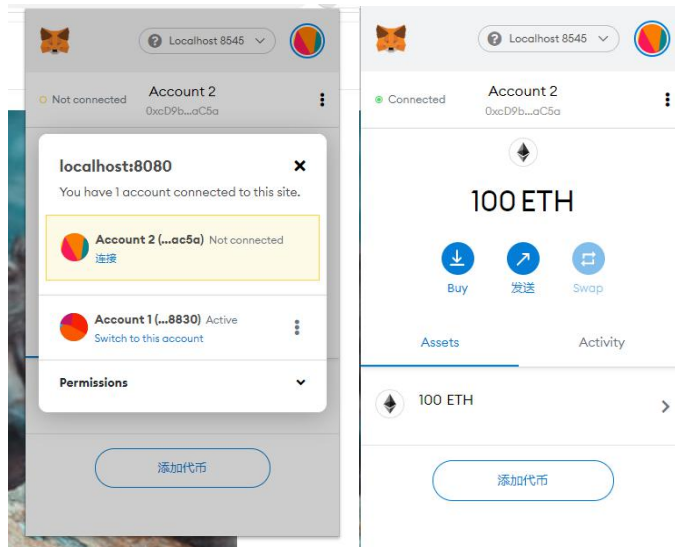 Localhost 8545
Not connected
Account 2
0xcD9b...aC5a
localhost:8080
You have 1 account connected to this site.
Account 2 (...ac5a) Not connected
连接
Account 1 (...8830) Active
Switch to this account
Permissions
添加代币
Localhost 8545
Connected
Account 2
0xcD9b...aC5a
100 ETH
Buy
发送
Swap
Assets
Activity
100 ETH
添加代币